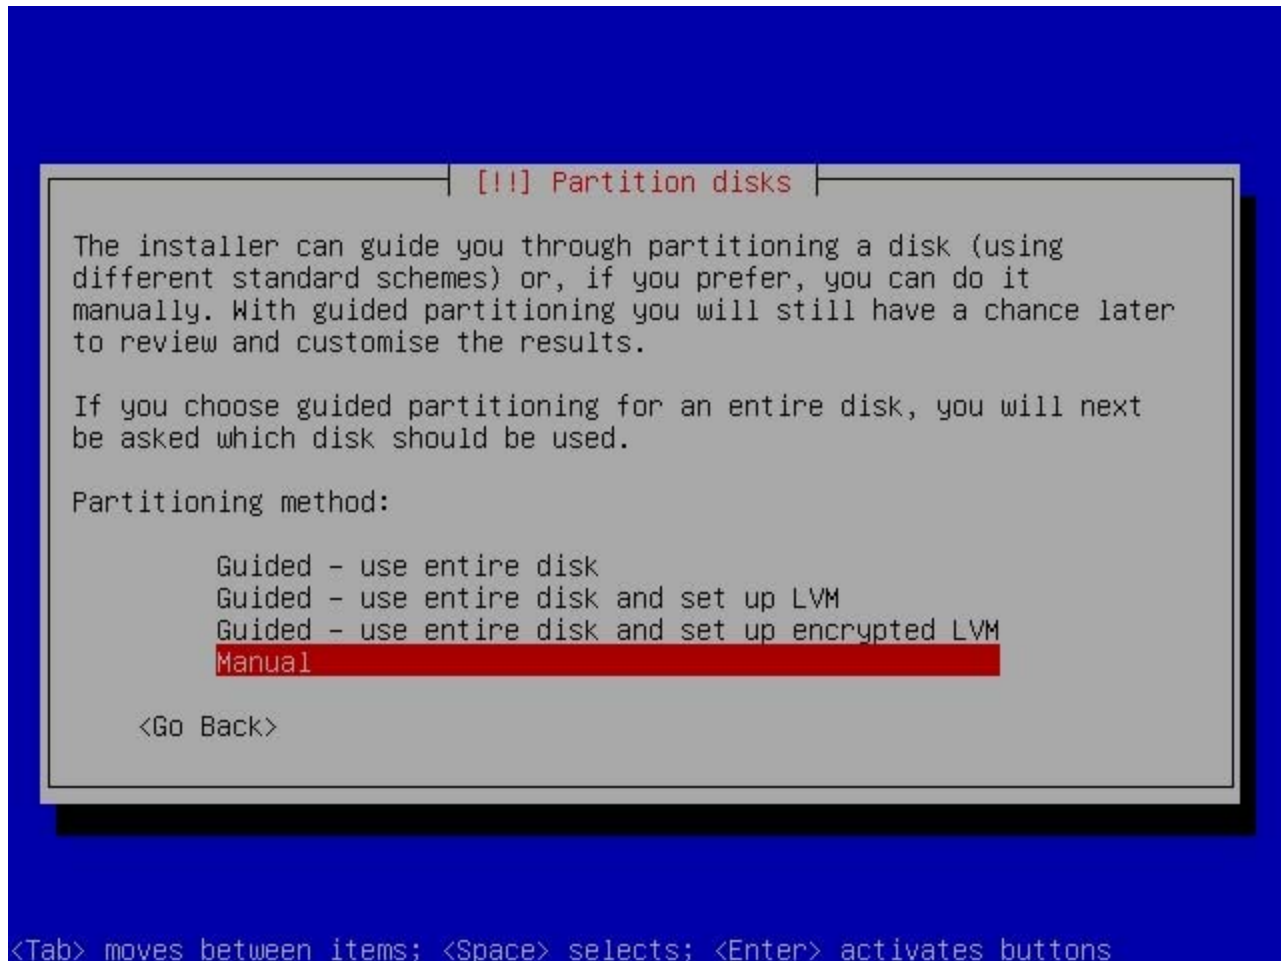 [!!] Partition disks
The installer can guide you through partitioning a disk (using
different standard schemes) or, if you prefer, you can do it
manually. With guided partitioning you will still have a chance later
to review and customise the results.
If you choose guided partitioning for an entire disk, you will next
be asked which disk should be used.
Partitioning method:
Guided - use entire disk
Guided - use entire disk and set up LVM
Guided - use entire disk and set up encrypted LVM
Manual
<Go Back>
<Tab> moves between items; <Space> selects; <Enter> activates buttons